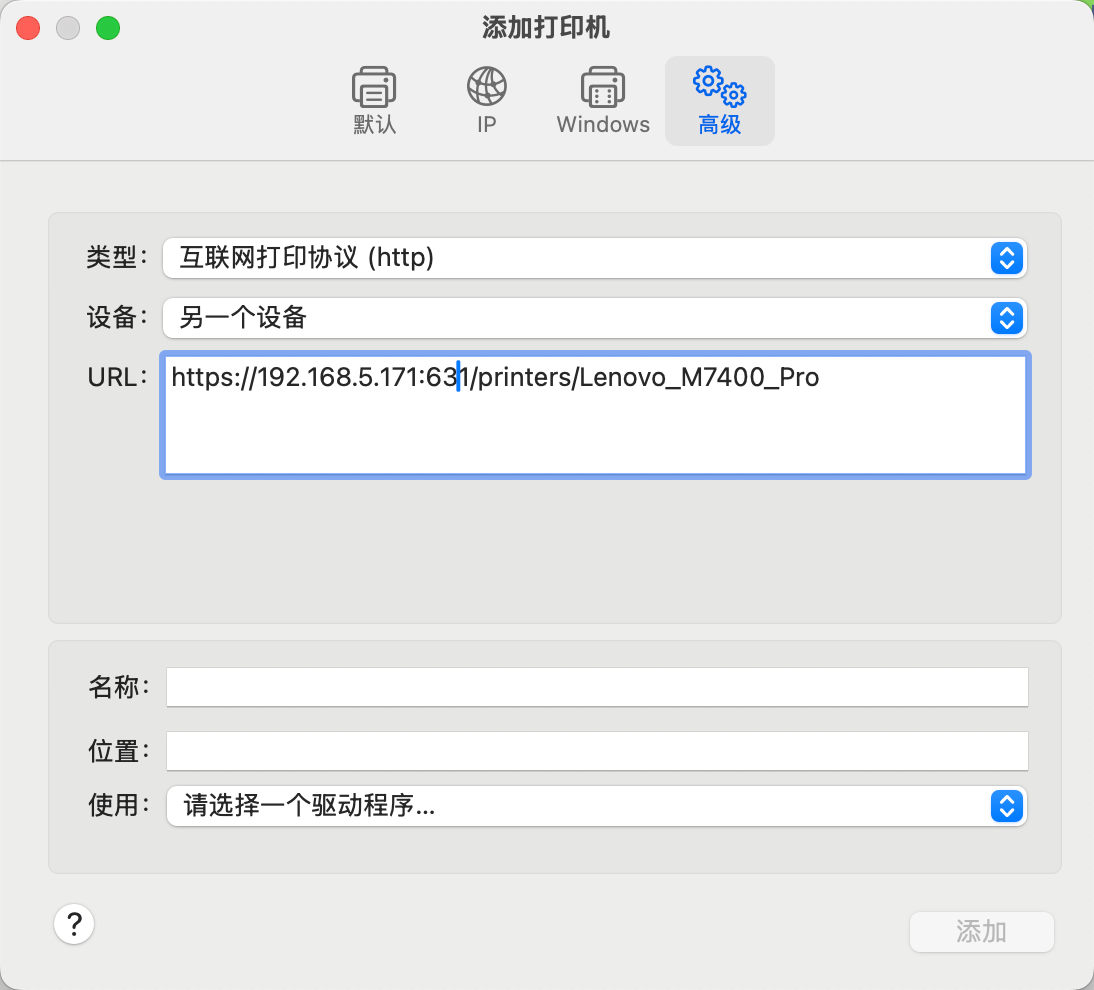 添加打印机
默认
IP
Windows
高级
类型：
互联网打印协议 (http)
设备：
另一个设备
URL：
https://192.168.5.171:631/printers/Lenovo_M7400_Pro
名称：
位置：
使用：
请选择一个驱动程序...
?
添加